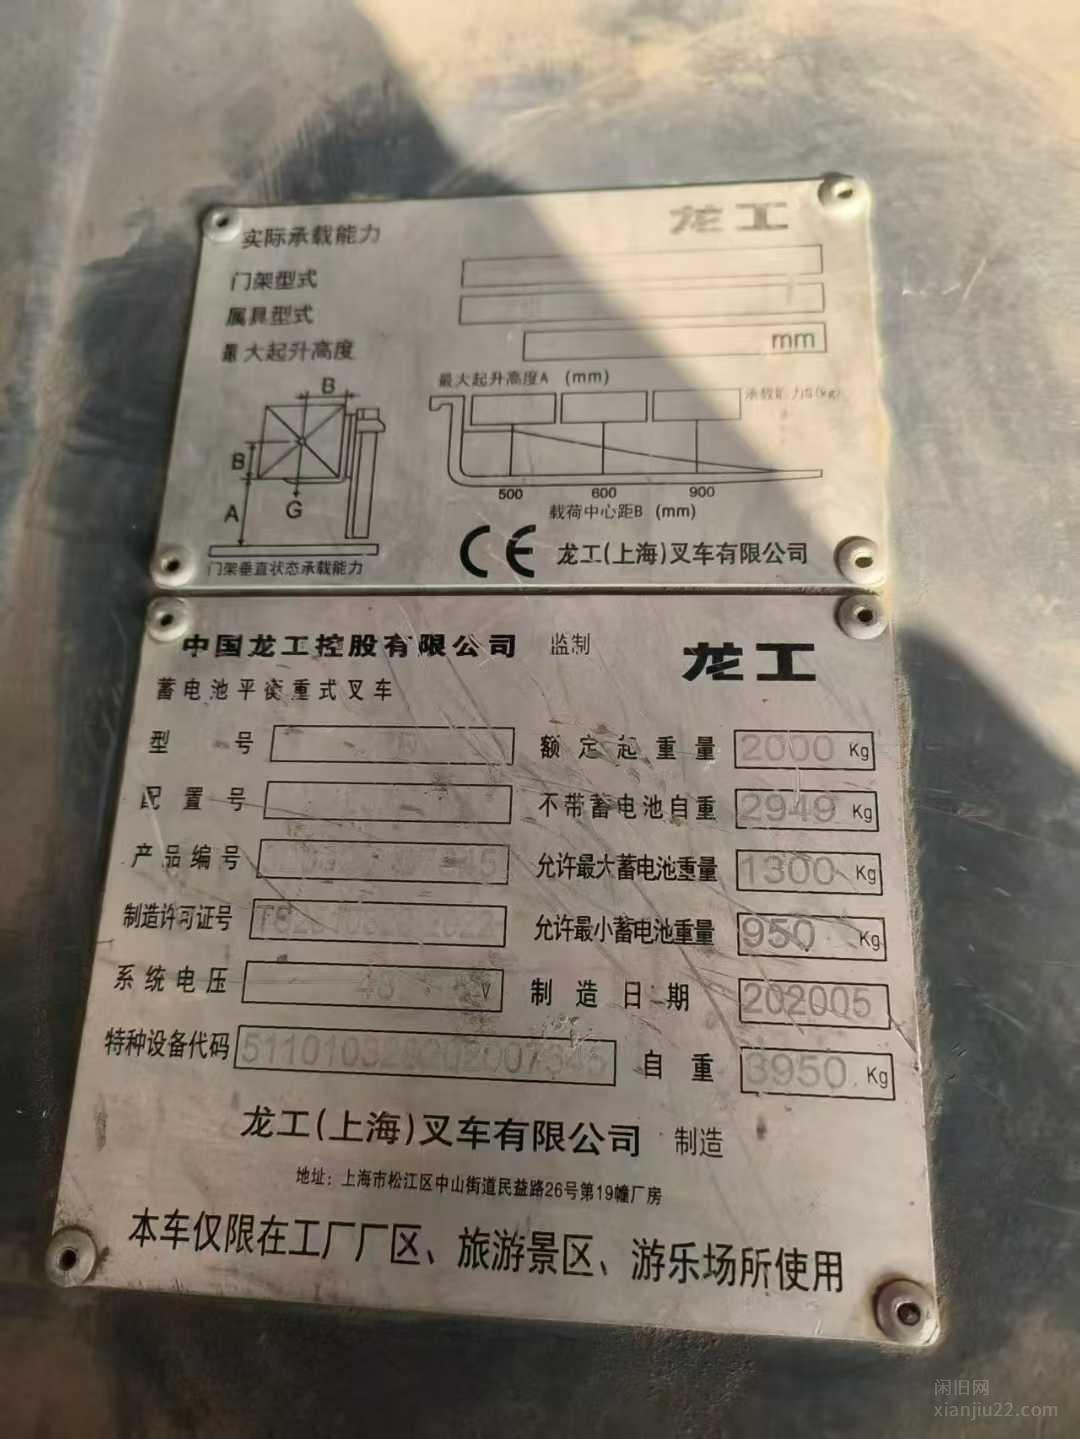 实际承载能力
龙工
门架型式
属具型式
最大起升高度
mm
最大起升高度A (mm)
承载能力S(kg)
B
B
A
G
500 600 900
载荷中心距B (mm)
门架垂直状态承载能力
CE 龙工(上海)叉车有限公司
中国龙工控股有限公司 监制
龙工
蓄电池平衡重式叉车
型号
额定起重量 2000 Kg
配置号
不带蓄电池自重 2949 Kg
产品编号
允许最大蓄电池重量 1300 Kg
制造许可证号
允许最小蓄电池重量 950 Kg
系统电压 48 V
制造日期 202005
特种设备代码
自重 3950 Kg
龙工(上海)叉车有限公司 制造
地址: 上海市松江区中山街道民益路26号第19幢厂房
本车仅限在工厂厂区、旅游景区、游乐场所使用
闲旧网
xianjiu22.com